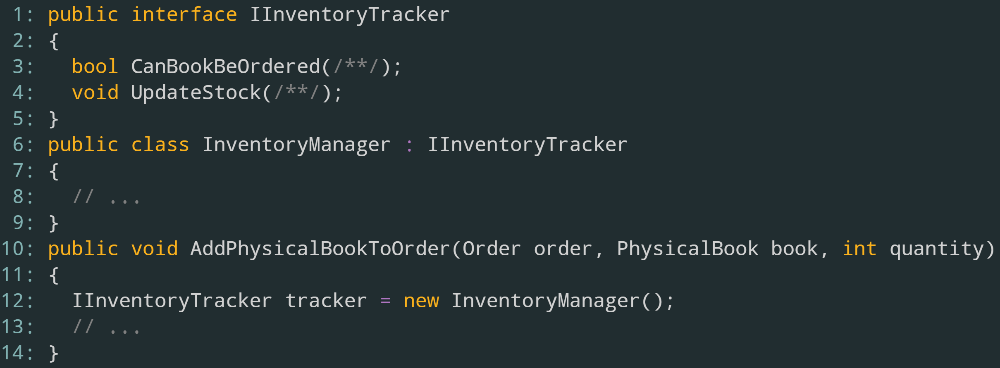 1: public interface IInventoryTracker
2: {
3:   bool CanBookBeOrdered(/**/);
4:   void UpdateStock(/**/);
5: }
6: public class InventoryManager : IInventoryTracker
7: {
8:   // ...
9: }
10: public void AddPhysicalBookToOrder(Order order, PhysicalBook book, int quantity)
11: {
12:   IInventoryTracker tracker = new InventoryManager();
13:   // ...
14: }